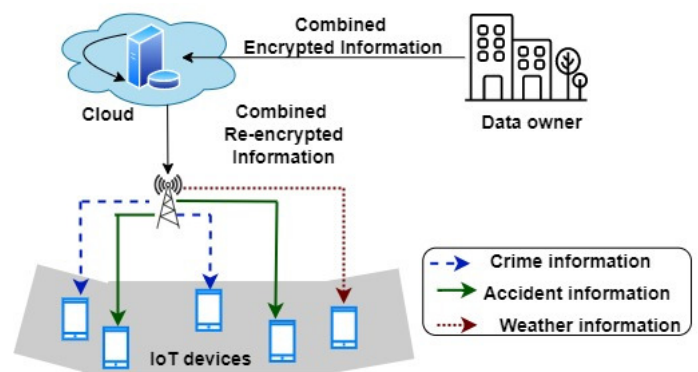 Combined
Encrypted Information
Cloud
Data owner
Combined
Re-encrypted
Information
Crime information
Accident information
Weather information
IoT devices